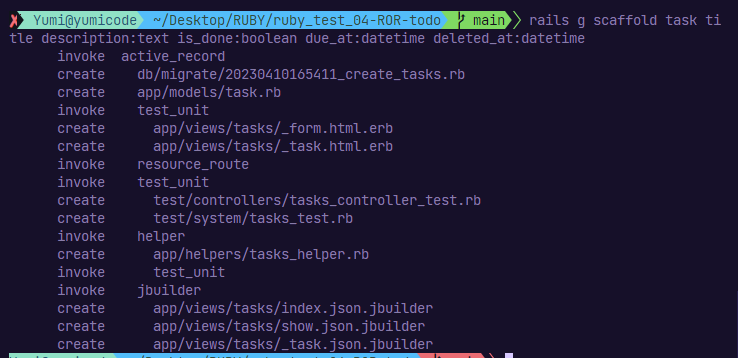 ✗ Yumi@yumicode ~/Desktop/RUBY/ruby_test_04-ROR-todo main rails g scaffold task ti
tle description:text is_done:boolean due_at:datetime deleted_at:datetime
invoke active_record
create db/migrate/20230410165411_create_tasks.rb
create app/models/task.rb
invoke test_unit
create app/views/tasks/_form.html.erb
create app/views/tasks/_task.html.erb
invoke resource_route
invoke test_unit
create test/controllers/tasks_controller_test.rb
create test/system/tasks_test.rb
invoke helper
create app/helpers/tasks_helper.rb
invoke test_unit
invoke jbuilder
create app/views/tasks/index.json.jbuilder
create app/views/tasks/show.json.jbuilder
create app/views/tasks/_task.json.jbuilder